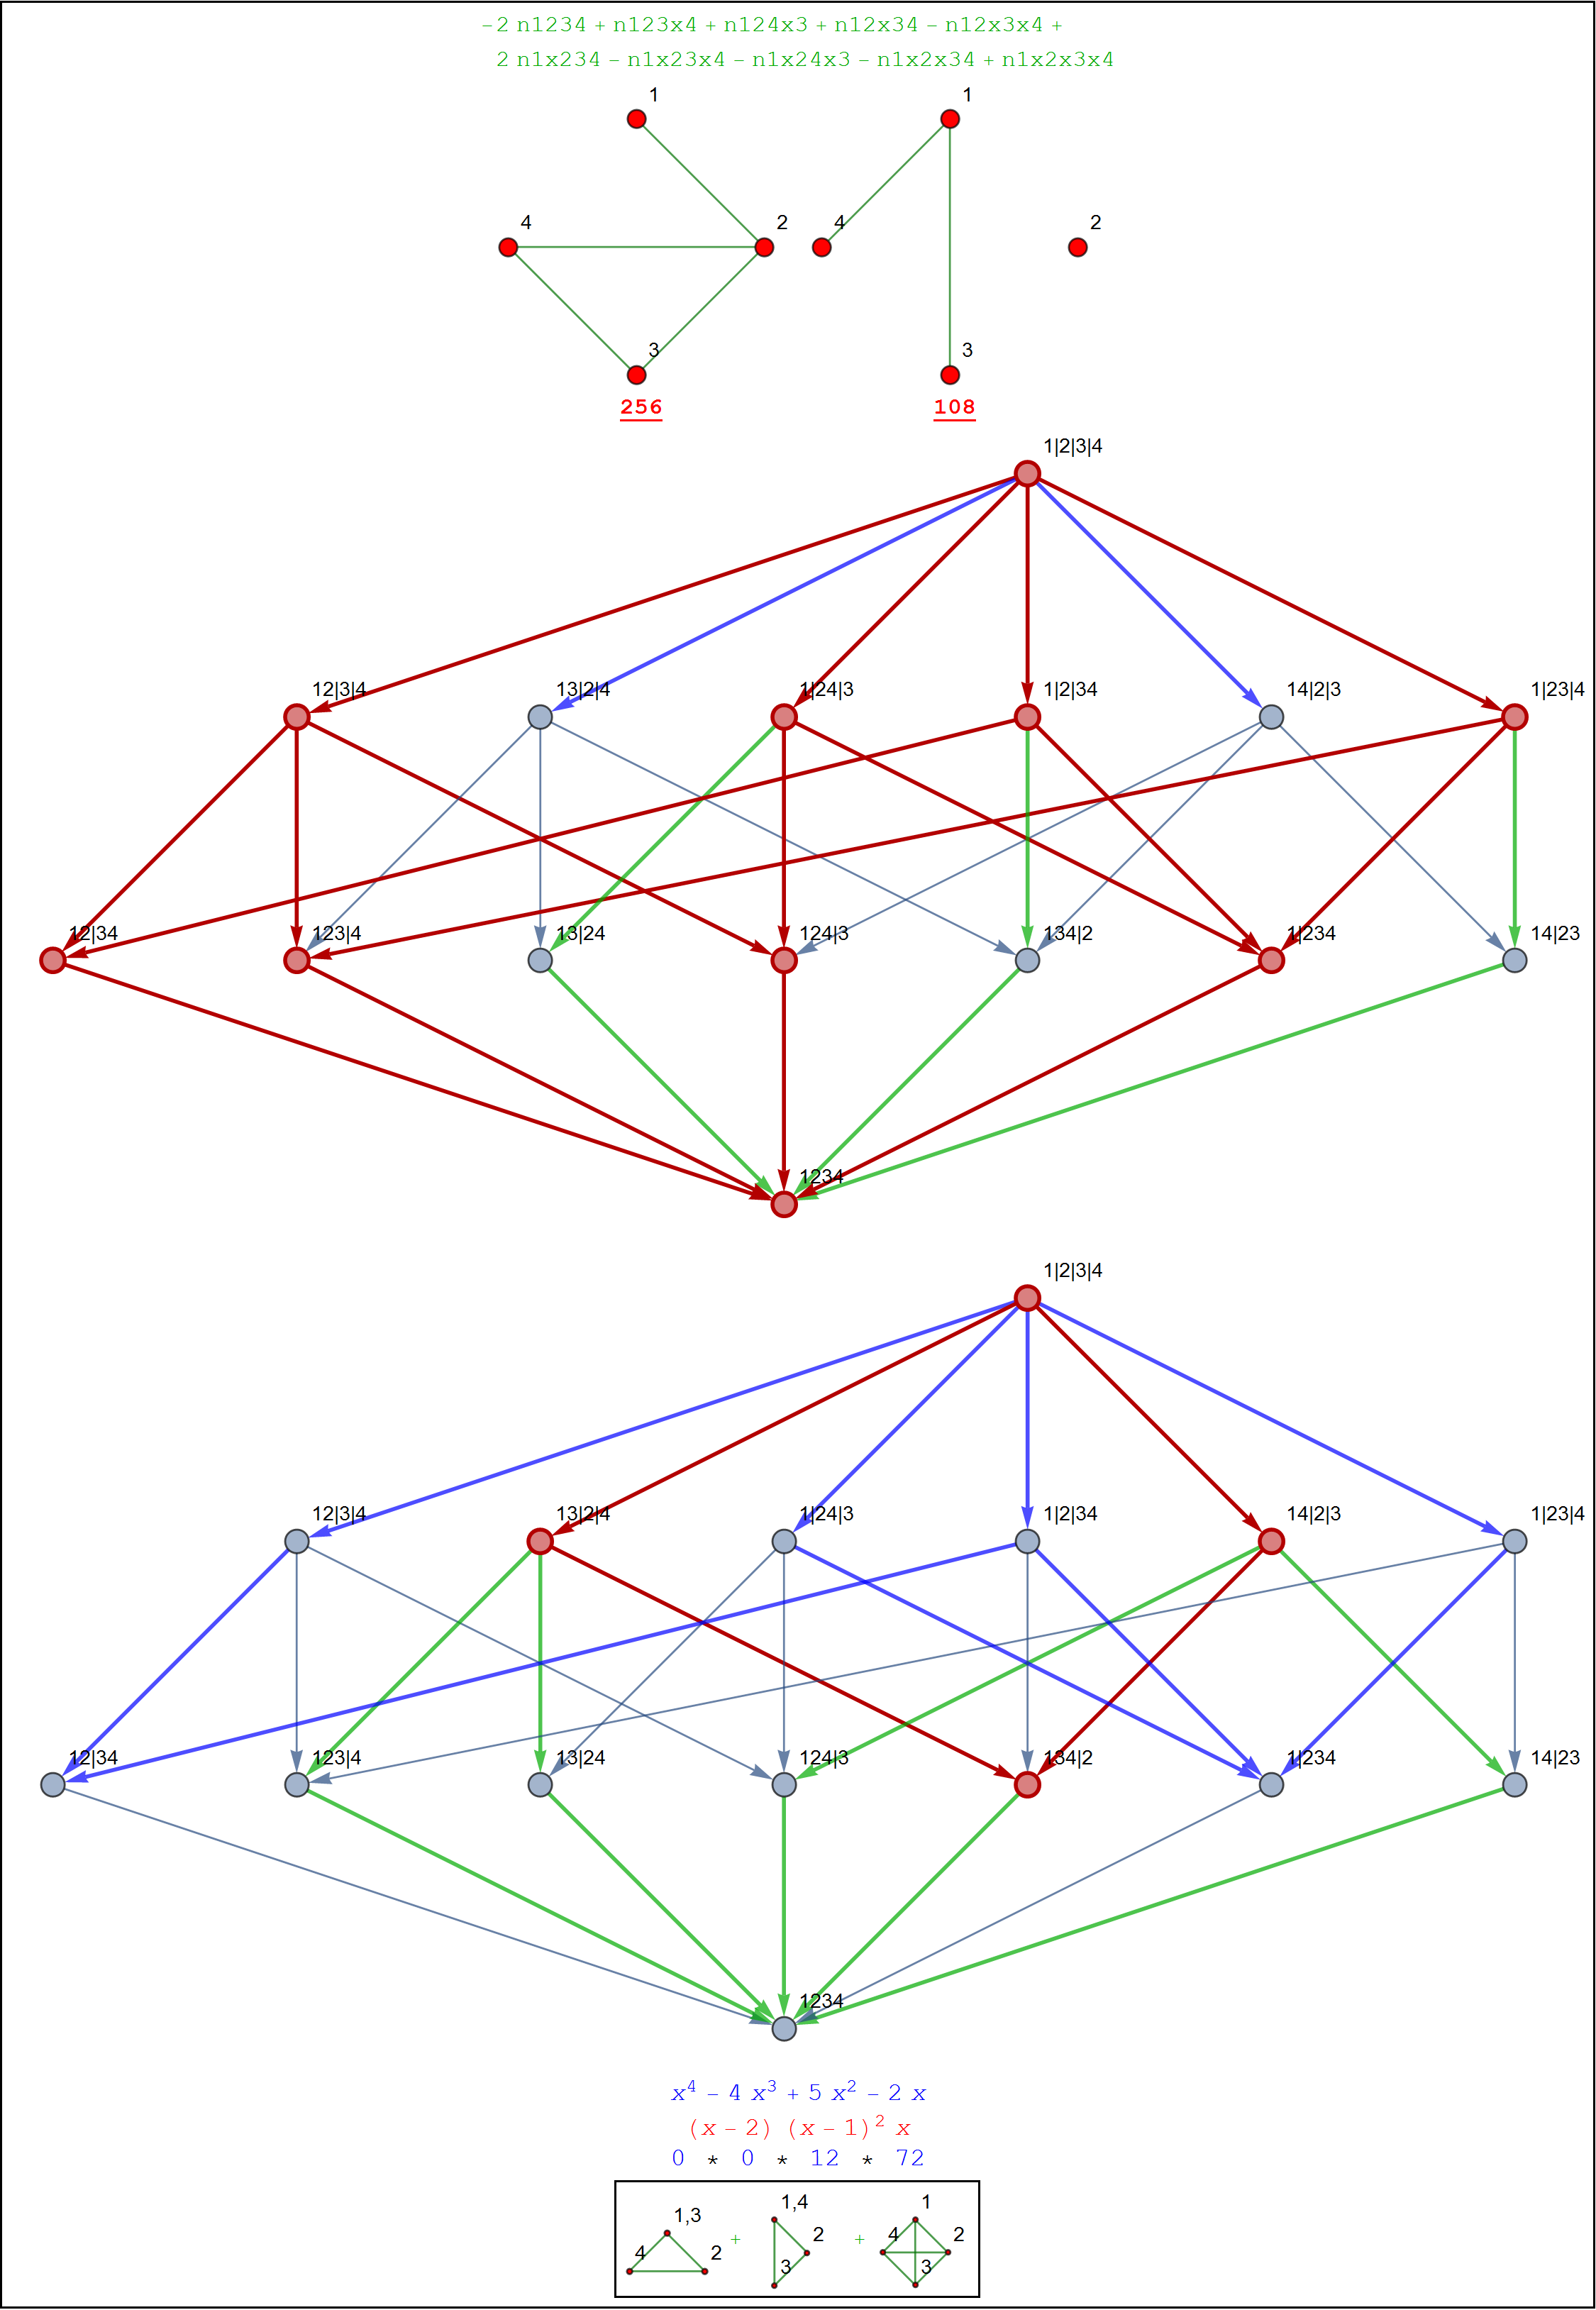 -2 n1234 + n123x4 + n124x3 + n12x34 - n12x3x4 +
2 n1x234 - n1x23x4 - n1x24x3 - n1x2x34 + n1x2x3x4
1 1
4 2 4 2
3 3
256 108
1|2|3|4
12|3|4 13|2|4 1|24|3 1|2|34 14|2|3 1|23|4
12|34 123|4 13|24 124|3 134|2 1|234 14|23
1234
1|2|3|4
12|3|4 13|2|4 1|24|3 1|2|34 14|2|3 1|23|4
12|34 123|4 13|24 124|3 134|2 1|234 14|23
1234
x⁴ - 4 x³ + 5 x² - 2 x
(x - 2) (x - 1)² x
0 * 0 * 12 * 72
1,3 1,4 1
4 2 + 3 2 + 4 3 2